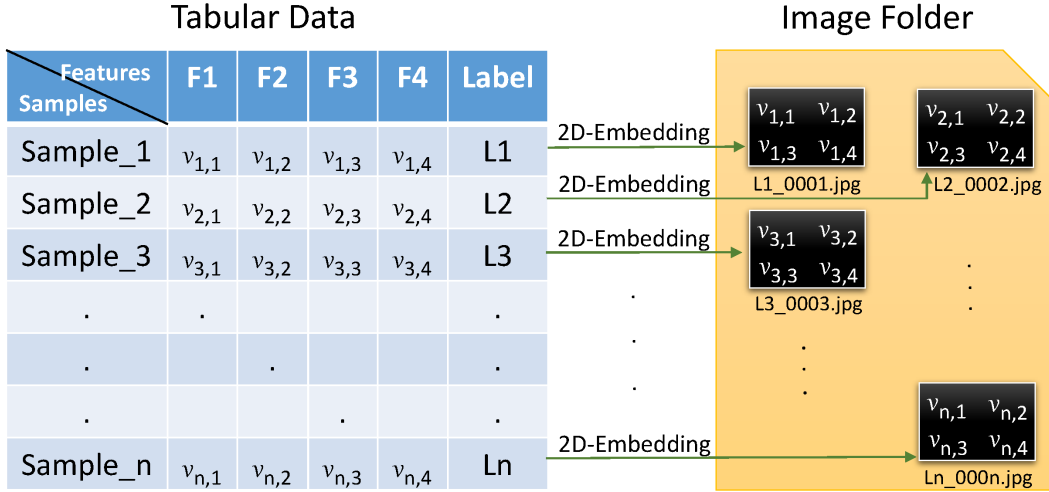 Tabular Data
Image Folder
Features
Samples
F1 F2 F3 F4 Label
Sample_1 v1,1 v1,2 v1,3 v1,4 L1
2D-Embedding
v1,1 v1,2
v1,3 v1,4
L1_0001.jpg
v2,1 v2,2
v2,3 v2,4
L2_0002.jpg
Sample_2 v2,1 v2,2 v2,3 v2,4 L2
2D-Embedding
Sample_3 v3,1 v3,2 v3,3 v3,4 L3
2D-Embedding
v3,1 v3,2
v3,3 v3,4
L3_0003.jpg
Sample_n vn,1 vn,2 vn,3 vn,4 Ln
2D-Embedding
vn,1 vn,2
vn,3 vn,4
Ln_000n.jpg